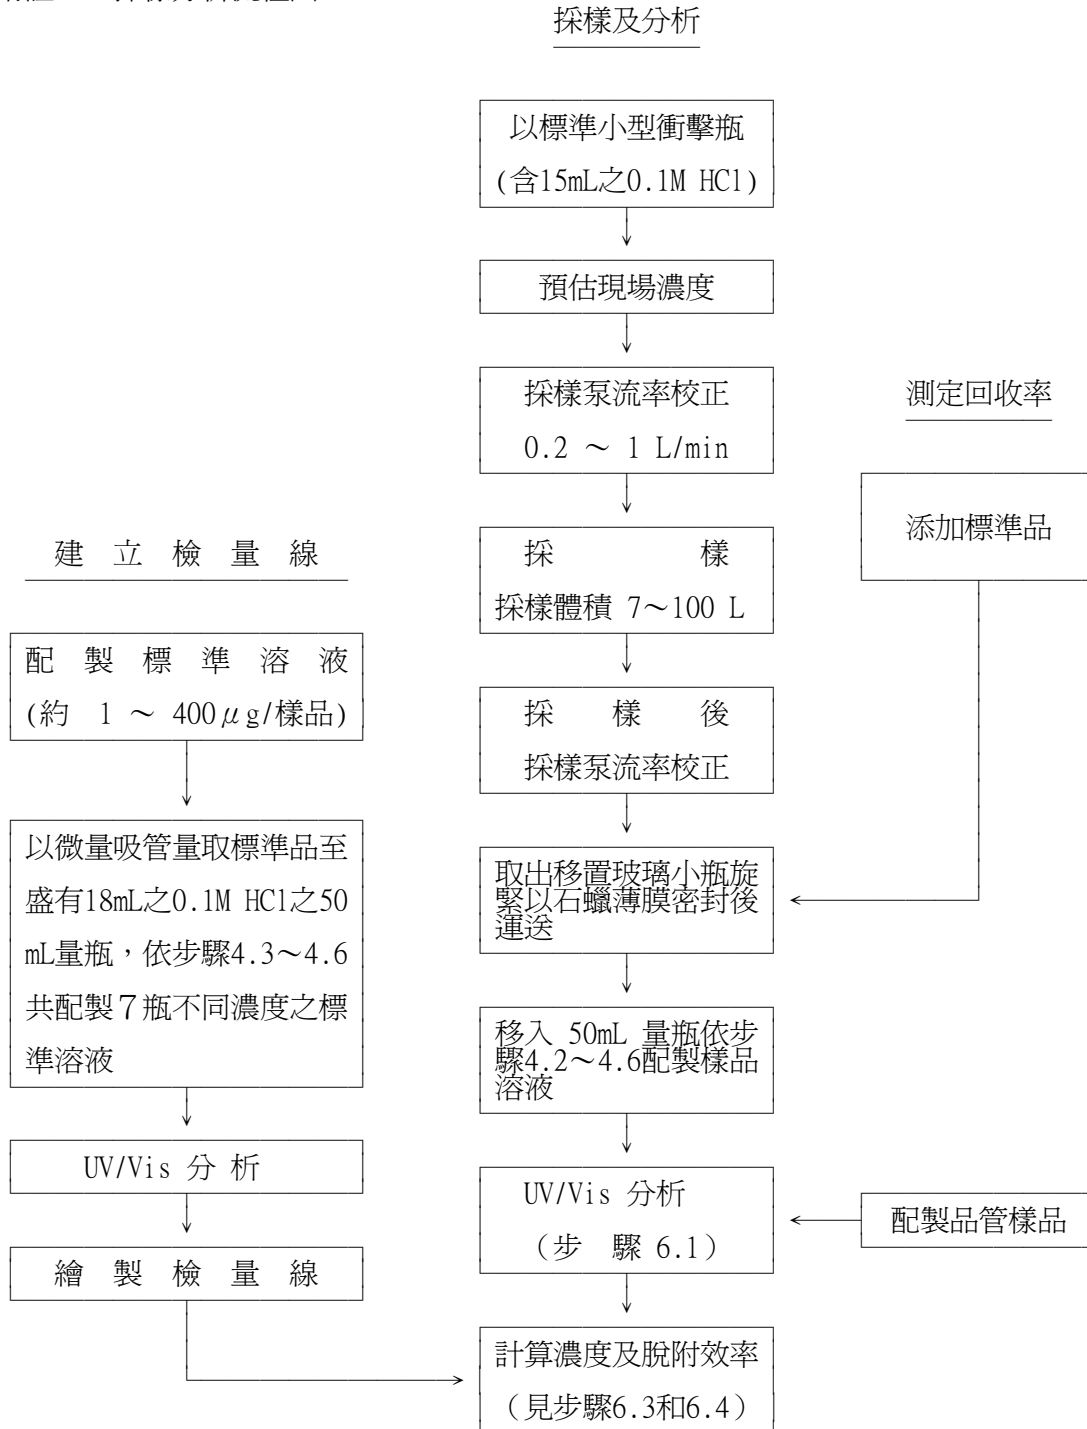 採樣及分析
以標準小型衝擊瓶
(含15mL之0.1M HCl)
預估現場濃度
採樣泵流率校正
0.2 ～ 1 L/min
採 樣
採樣體積 7～100 L
採 樣 後
採樣泵流率校正
取出移置玻璃小瓶旋
緊以石蠟薄膜密封後
運送
移入 50mL 量瓶依步
驟4.2～4.6配製樣品
溶液
UV/Vis 分析
（步 驟 6.1）
計算濃度及脫附效率
（見步驟6.3和6.4）
測定回收率
添加標準品
配製品管樣品
建 立 檢 量 線
配 製 標 準 溶 液
(約 1 ～ 400μg/樣品)
以微量吸管量取標準品至
盛有18mL之0.1M HCl之50
mL量瓶，依步驟4.3～4.6
共配製７瓶不同濃度之標
準溶液
UV/Vis 分 析
繪 製 檢 量 線